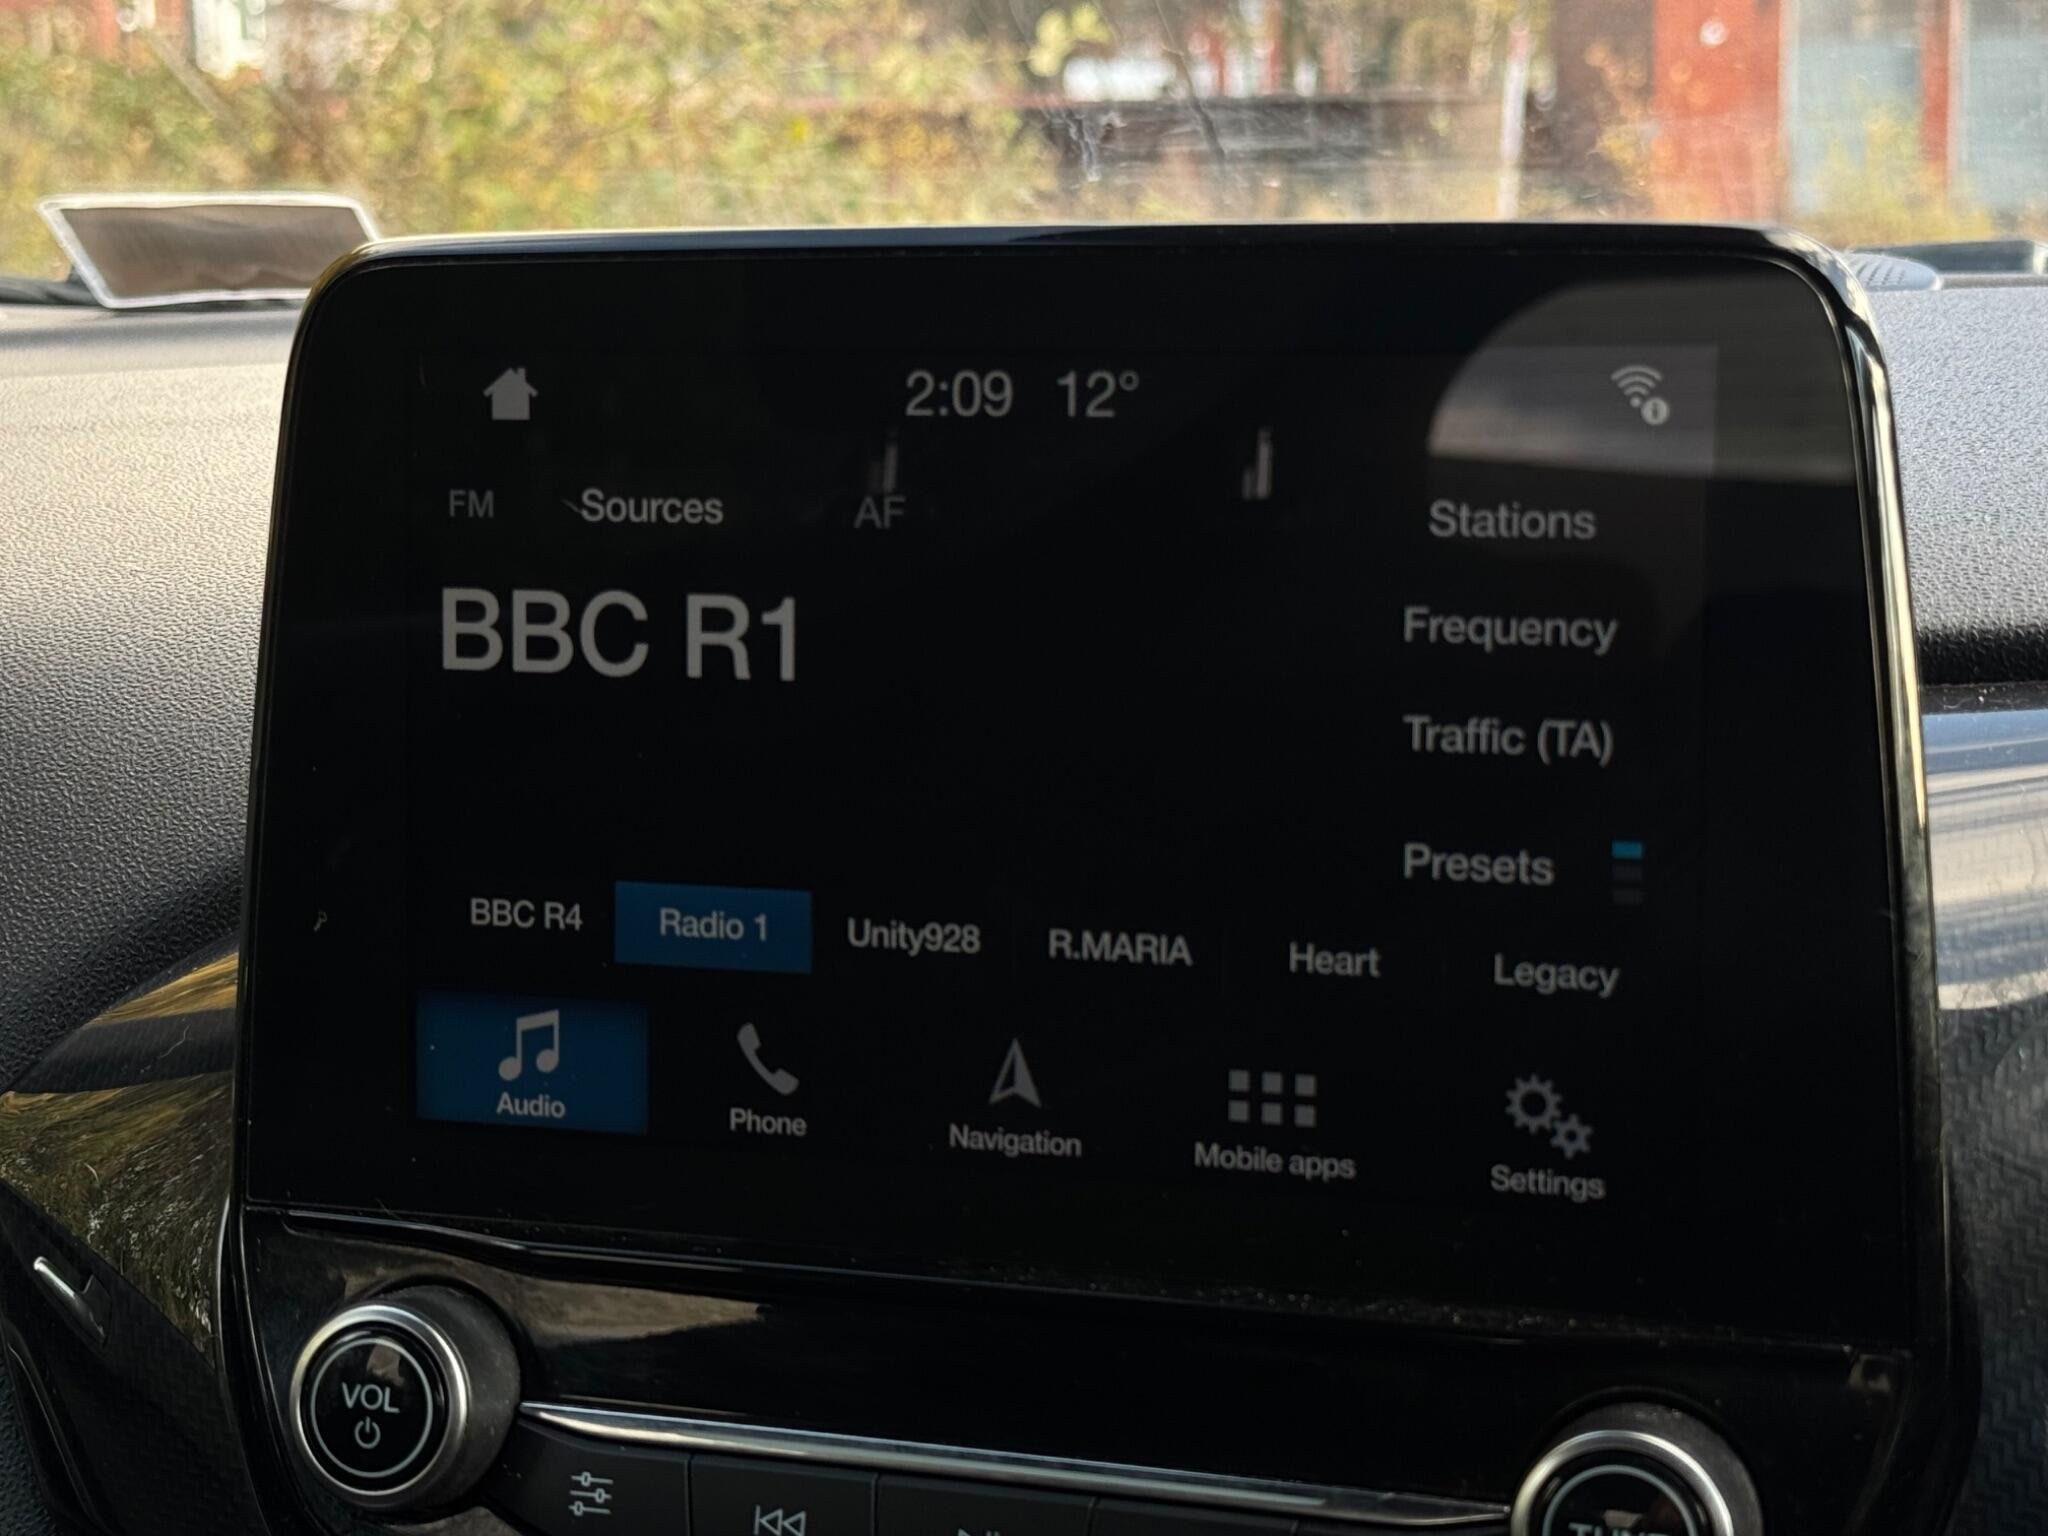 2:09 12°
FM Sources AF Stations
BBC R1
Frequency
Traffic (TA)
Presets
BBC R4 Radio 1 Unity928 R.MARIA Heart Legacy
Audio Phone Navigation Mobile apps Settings
VOL
TUNE